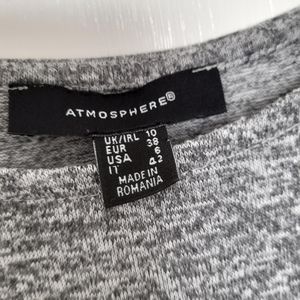 ATMOSPHERE®
UK/IRL 10
EUR 38
USA 6
IT 42
MADE IN
ROMANIA